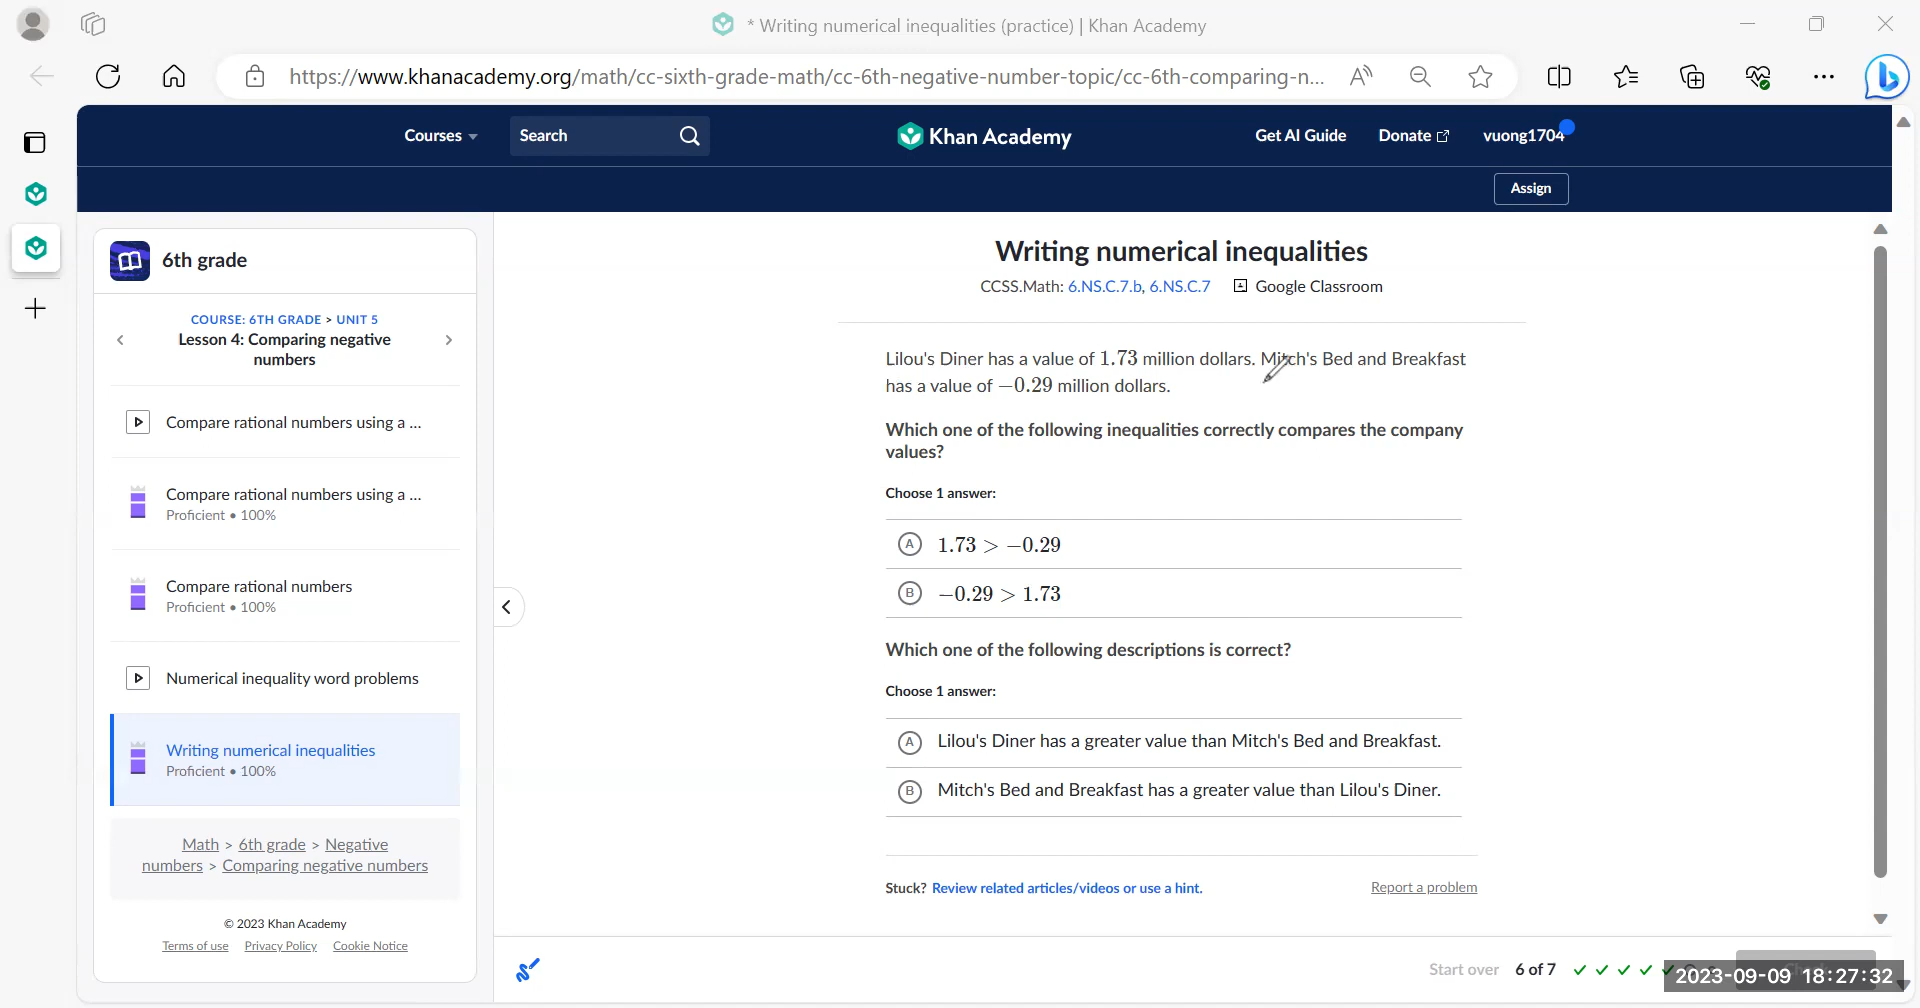 * Writing numerical inequalities (practice) | Khan Academy
https://www.khanacademy.org/math/cc-sixth-grade-math/cc-6th-negative-number-topic/cc-6th-comparing-n...
Courses
Search
Khan Academy
Get AI Guide
Donate
vuong1704
Assign
6th grade
COURSE: 6TH GRADE > UNIT 5
Lesson 4: Comparing negative
numbers
Compare rational numbers using a ...
Compare rational numbers using a ...
Proficient • 100%
Compare rational numbers
Proficient • 100%
Numerical inequality word problems
Writing numerical inequalities
Proficient • 100%
Math > 6th grade > Negative
numbers > Comparing negative numbers
© 2023 Khan Academy
Terms of use Privacy Policy Cookie Notice
Writing numerical inequalities
CCSS.Math: 6.NS.C.7.b, 6.NS.C.7 Google Classroom
Lilou's Diner has a value of 1.73 million dollars. Mitch's Bed and Breakfast
has a value of −0.29 million dollars.
Which one of the following inequalities correctly compares the company
values?
Choose 1 answer:
A 1.73 > −0.29
B −0.29 > 1.73
Which one of the following descriptions is correct?
Choose 1 answer:
A Lilou's Diner has a greater value than Mitch's Bed and Breakfast.
B Mitch's Bed and Breakfast has a greater value than Lilou's Diner.
Stuck? Review related articles/videos or use a hint.
Report a problem
Start over 6 of 7
2023-09-09 18:27:32